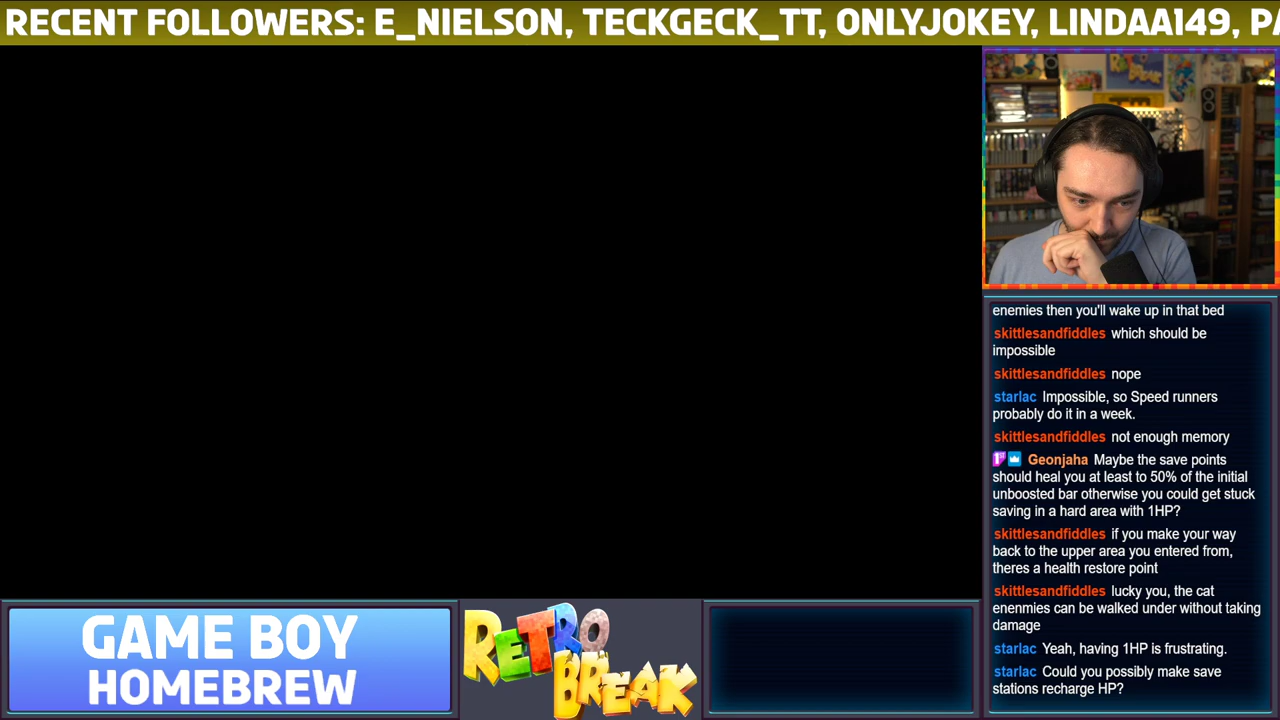 RECENT FOLLOWERS: E_NIELSON, TECKGECK_TT, ONLYJOKEY, LINDAA149, PA
enemies then you'll wake up in that bed
skittlesandfiddles which should be
impossible
skittlesandfiddles nope
starlac Impossible, so Speed runners
probably do it in a week.
skittlesandfiddles not enough memory
1ST Geonjaha Maybe the save points
should heal you at least to 50% of the initial
unboosted bar otherwise you could get stuck
saving in a hard area with 1HP?
skittlesandfiddles if you make your way
back to the upper area you entered from,
theres a health restore point
skittlesandfiddles lucky you, the cat
enenmies can be walked under without taking
damage
starlac Yeah, having 1HP is frustrating.
starlac Could you possibly make save
stations recharge HP?
GAME BOY
HOMEBREW
RETRO
BREAK